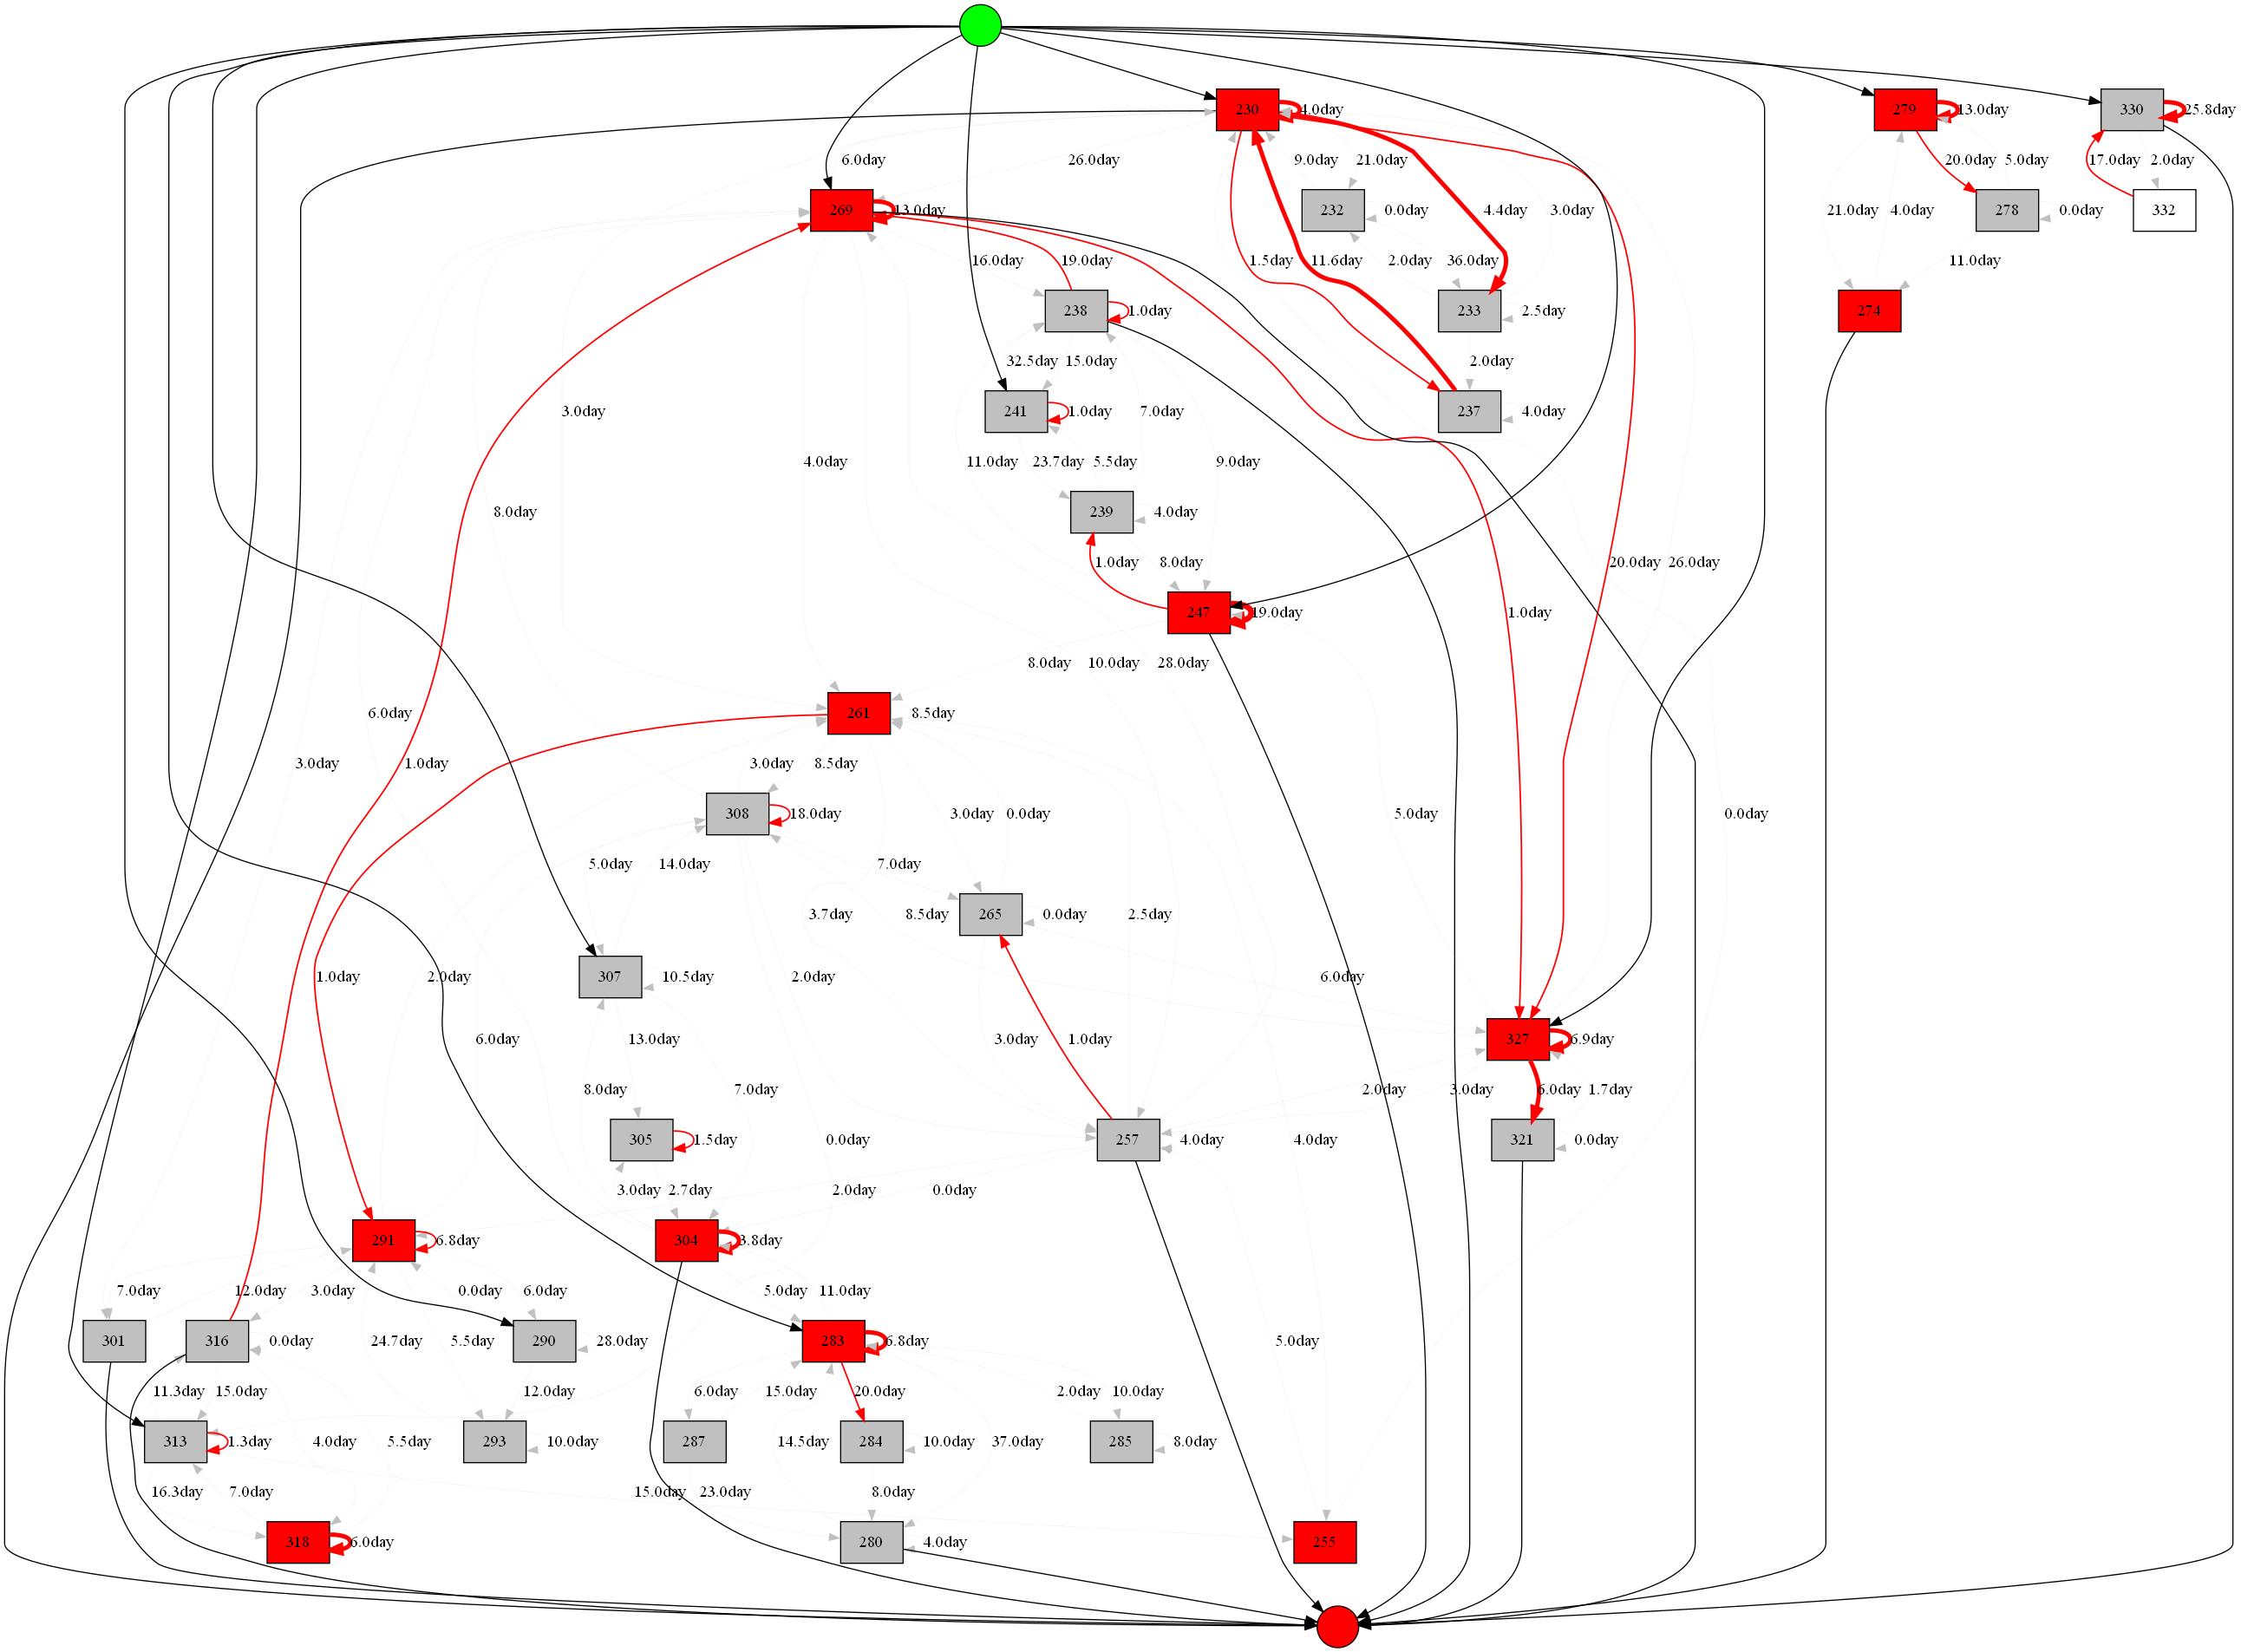 230 4.0day 279 13.0day 330 25.8day
6.0day 26.0day 9.0day 21.0day 20.0day 5.0day 17.0day 2.0day
269 13.0day 232 0.0day 4.4day 3.0day 21.0day 4.0day 278 0.0day 332
16.0day 19.0day 1.5day 11.6day 2.0day 36.0day 11.0day
238 1.0day 233 2.5day 274
32.5day 15.0day 2.0day
3.0day 241 1.0day 7.0day 237 4.0day
4.0day 11.0day 23.7day 5.5day 9.0day
8.0day 239 4.0day
1.0day 8.0day 20.0day 26.0day
247 19.0day 1.0day
8.0day 10.0day 28.0day
6.0day 261 8.5day
3.0day 1.0day 3.0day 8.5day
308 18.0day 3.0day 0.0day 5.0day 0.0day
5.0day 14.0day 7.0day
3.7day 8.5day 265 0.0day 2.5day
1.0day 2.0day 307 10.5day 2.0day 6.0day
6.0day 13.0day 3.0day 1.0day 327 6.9day
8.0day 7.0day 2.0day 3.0day 6.0day 1.7day
305 1.5day 0.0day 257 4.0day 4.0day 321 0.0day
3.0day 2.7day 2.0day 0.0day
291 6.8day 304 3.8day
7.0day 12.0day 3.0day 0.0day 6.0day 5.0day 11.0day
301 316 0.0day 24.7day 5.5day 290 28.0day 283 6.8day 5.0day
11.3day 15.0day 12.0day 6.0day 15.0day 20.0day 2.0day 10.0day
313 1.3day 4.0day 5.5day 293 10.0day 287 14.5day 284 10.0day 37.0day 285 8.0day
16.3day 7.0day 15.0day 23.0day 8.0day
318 6.0day 280 4.0day 255